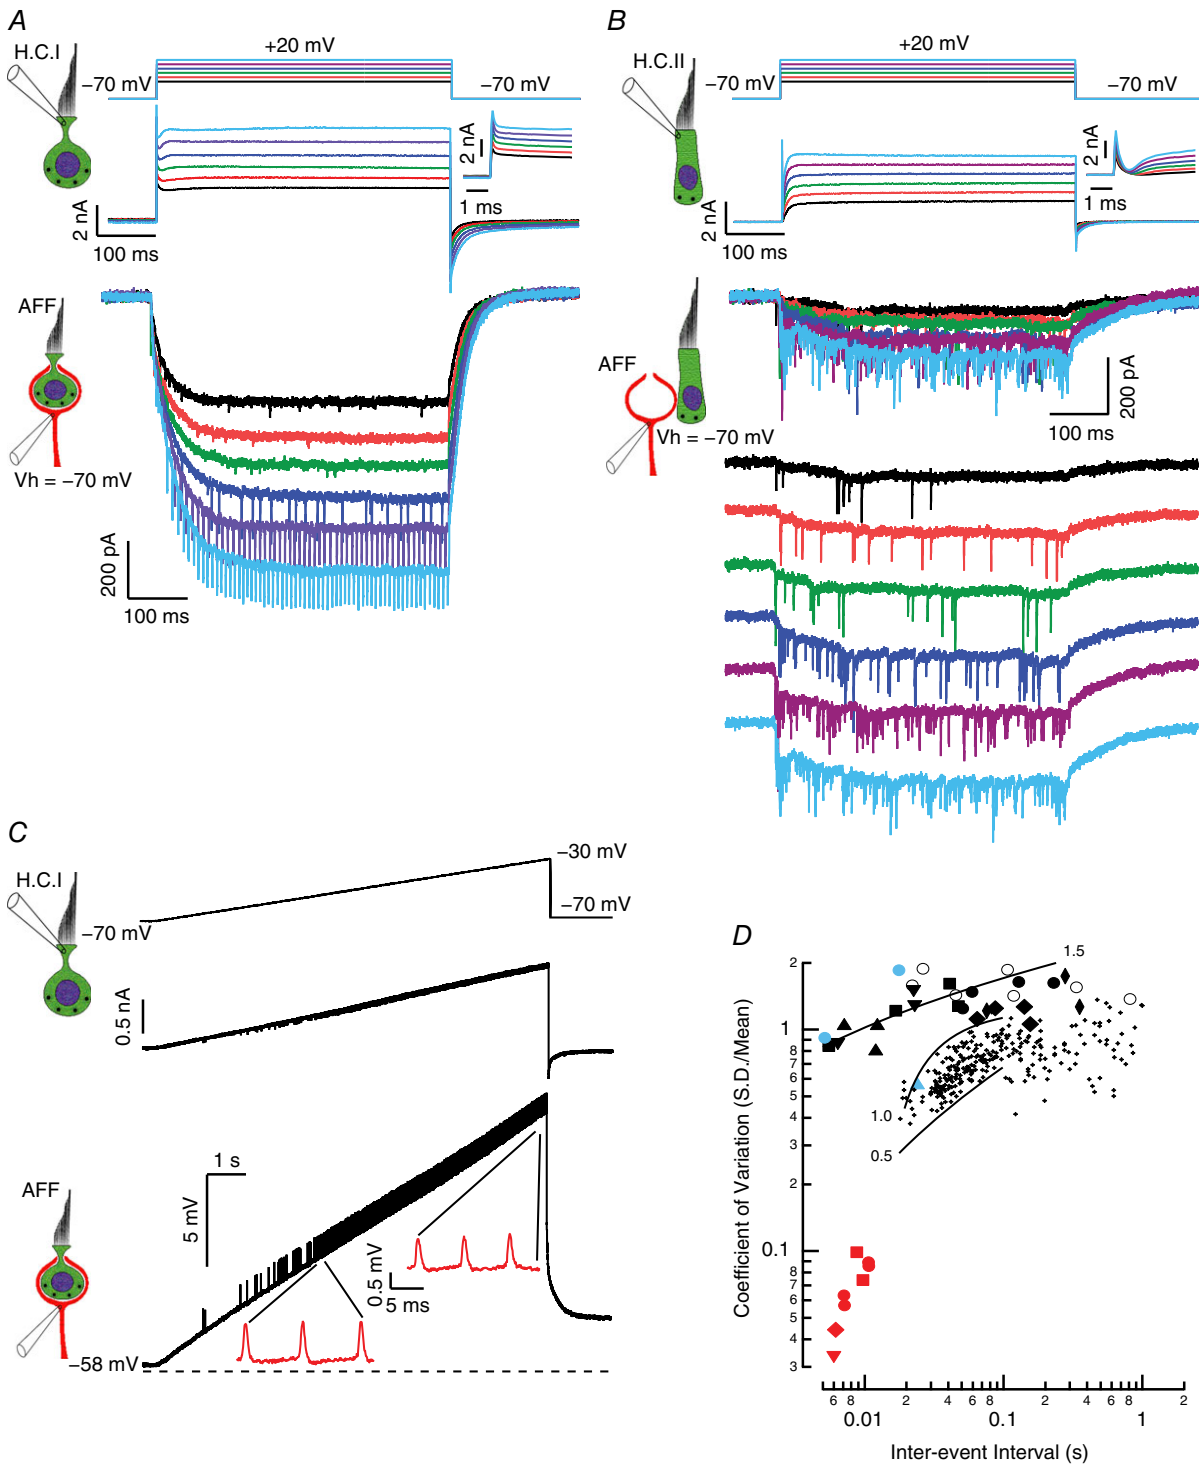 A
H.C.I
+20 mV
−70 mV
−70 mV
2 nA
1 ms
2 nA
100 ms
AFF
Vh = −70 mV
200 pA
100 ms
B
H.C.II
+20 mV
−70 mV
−70 mV
2 nA
1 ms
2 nA
100 ms
AFF
Vh = −70 mV
200 pA
100 ms
C
H.C.I
−30 mV
−70 mV
−70 mV
0.5 nA
1 s
5 mV
AFF
0.5 mV
5 ms
−58 mV
D
Coefficient of Variation (S.D./Mean)
2
1
8
6
5
4
3
2
0.1
8
6
5
4
3
1.5
1.0
0.5
6 8 2 4 6 8 2 4 6 8 2
0.01 0.1 1
Inter-event Interval (s)